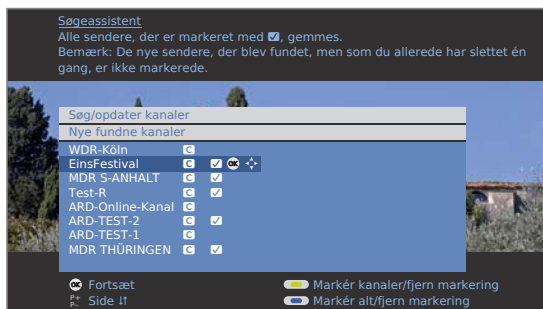 Søgeassistent
Alle sendere, der er markeret med ☑, gemmes.
Bemærk: De nye sendere, der blev fundet, men som du allerede har slettet én
gang, er ikke markerede.
Søg/opdater kanaler
Nye fundne kanaler
WDR-Köln C
EinsFestival C ✓ OK
MDR S-ANHALT C ✓
Test-R C ✓
ARD-Online-Kanal C
ARD-TEST-2 C ✓
ARD-TEST-1 C
MDR THÜRINGEN C ✓
OK Fortsæt
Markér kanaler/fjern markering
P+ P− Side ↓↑
Markér alt/fjern markering